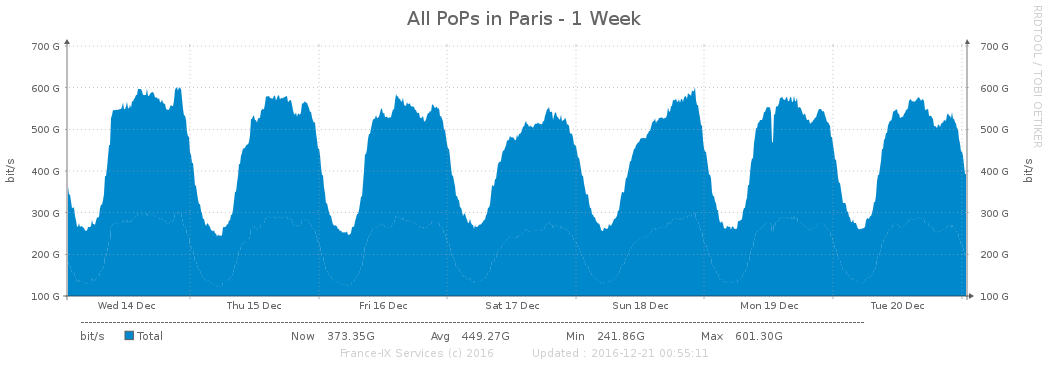 All PoPs in Paris - 1 Week
RRDTOOL / TOBI OETIKER
bit/s
700 G 700 G
600 G 600 G
500 G 500 G
400 G 400 G
300 G 300 G
200 G 200 G
100 G 100 G
bit/s
Wed 14 Dec Thu 15 Dec Fri 16 Dec Sat 17 Dec Sun 18 Dec Mon 19 Dec Tue 20 Dec
bit/s Total Now 373.35G Avg 449.27G Min 241.86G Max 601.30G
France-IX Services (c) 2016 Updated : 2016-12-21 00:55:11